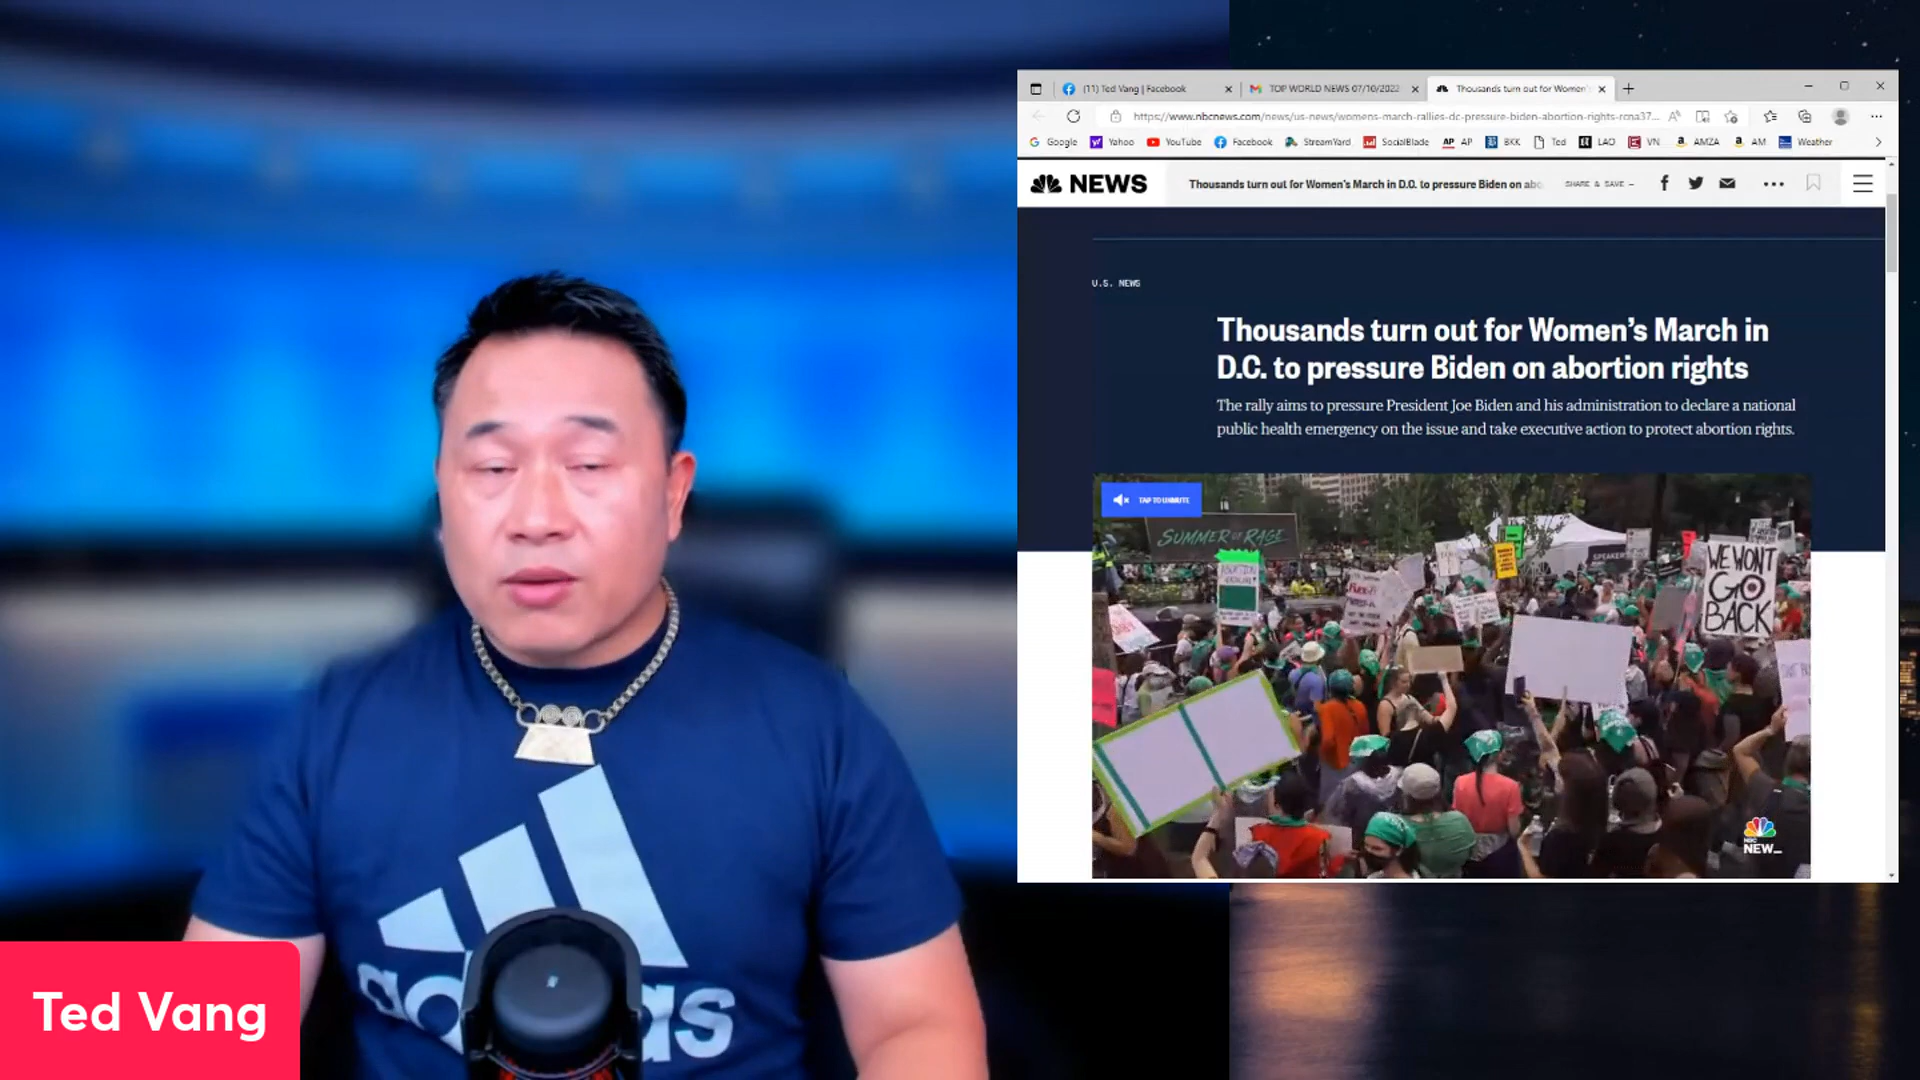 (11) Ted Vang | Facebook
TOP WORLD NEWS 07/10/2022
Thousands turn out for Women'
https://www.nbcnews.com/news/us-news/womens-march-rallies-dc-pressure-biden-abortion-rights-rcna37...
Google Yahoo YouTube Facebook StreamYard SocialBlade AP AP BKK Ted LAO VN AMZA AM Weather
NEWS
Thousands turn out for Women's March in D.C. to pressure Biden on abo
SHARE & SAVE —
U.S. NEWS
Thousands turn out for Women's March in
D.C. to pressure Biden on abortion rights
The rally aims to pressure President Joe Biden and his administration to declare a national
public health emergency on the issue and take executive action to protect abortion rights.
TAP TO UNMUTE
SUMMER OF RAGE
ABORTION
SPEAKER
WE WON'T
GO
BACK
NBC
NEW_
adidas
Ted Vang